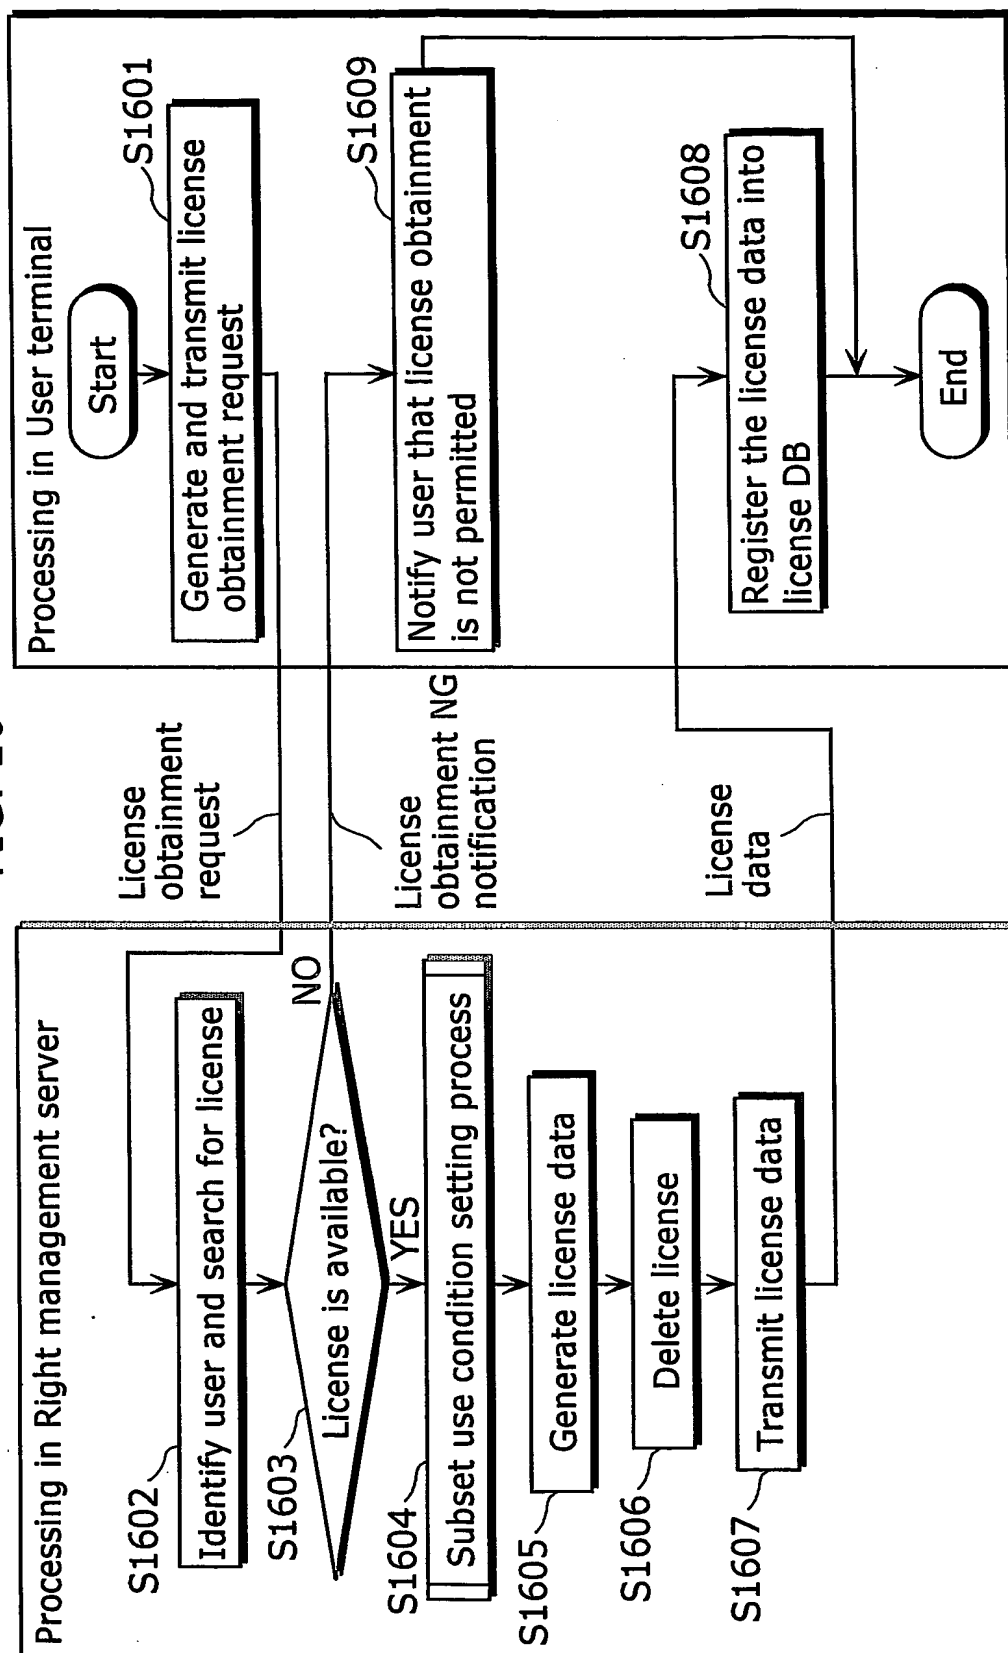 Processing in Right management server
S1602
Identify user and search for license
S1603
License is available?
NO
YES
S1604
Subset use condition setting process
S1605
Generate license data
S1606
Delete license
S1607
Transmit license data
License
obtainment
request
License
obtainment NG
notification
License
data
Processing in User terminal
Start
S1601
Generate and transmit license
obtainment request
S1609
Notify user that license obtainment
is not permitted
S1608
Register the license data into
license DB
End